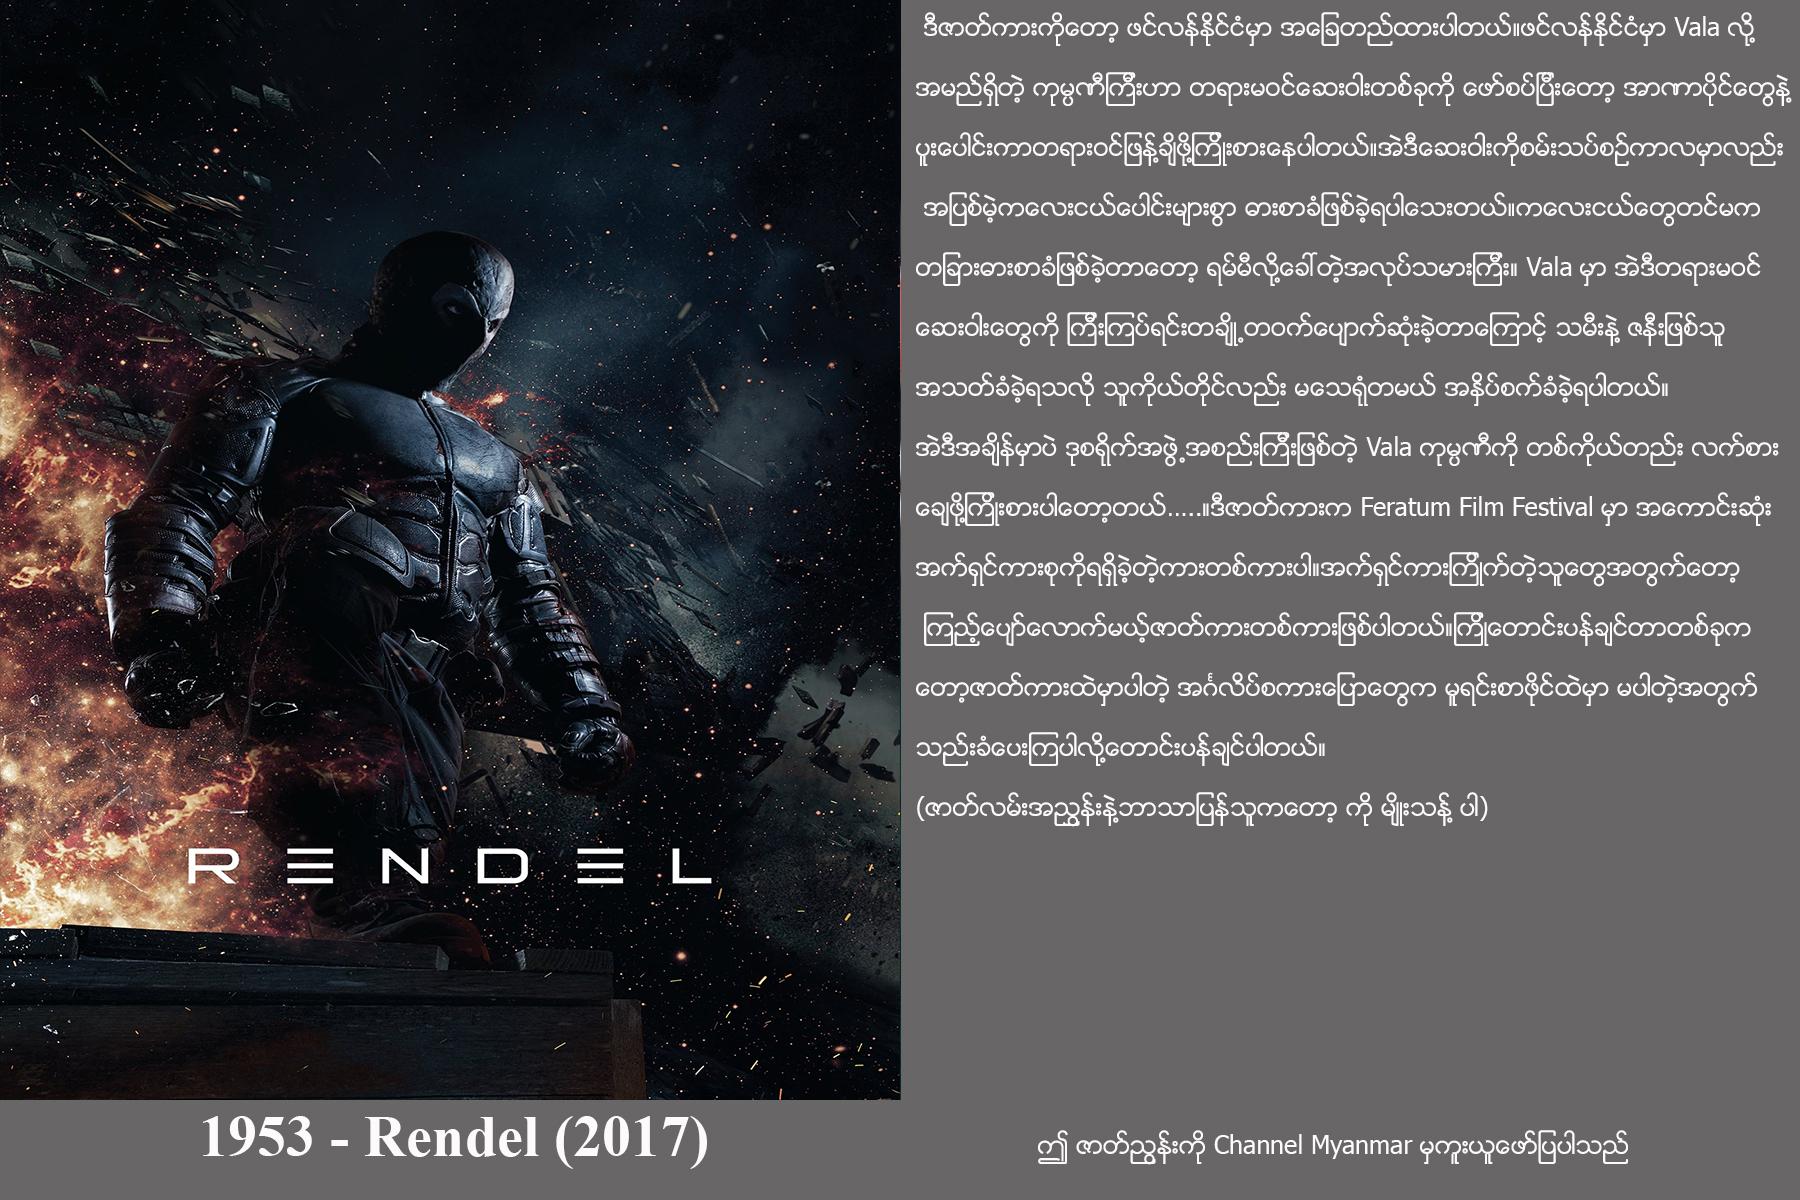 ဒီဇာတ်ကားကိုတော့ ဖင်လန်နိုင်ငံမှာ အခြေတည်ထားပါတယ်။ဖင်လန်နိုင်ငံမှာ Vala လို့
အမည်ရှိတဲ့ ကုမ္ပဏီကြီးဟာ တရားမဝင်ဆေးဝါးတစ်ခုကို ဖော်စပ်ပြီးတော့ အာဏာပိုင်တွေနဲ့
ပူးပေါင်းကာတရားဝင်ဖြန့်ချိဖို့ကြိုးစားနေပါတယ်။အဲဒီဆေးဝါးကိုစမ်းသပ်စဉ်ကာလမှာလည်း
အပြစ်မဲ့ကလေးငယ်ပေါင်းများစွာ ဓားစာခံဖြစ်ခဲ့ရပါသေးတယ်။ကလေးငယ်တွေတင်မက
တခြားဓားစာခံဖြစ်ခဲ့တာတော့ ရမ်မီလို့ခေါ်တဲ့အလုပ်သမားကြီး။ Vala မှာ အဲဒီတရားမဝင်
ဆေးဝါးတွေကို ကြီးကြပ်ရင်းတချို့တဝက်ပျောက်ဆုံးခဲ့တာကြောင့် သမီးနဲ့ ဇနီးဖြစ်သူ
အသတ်ခံခဲ့ရသလို သူကိုယ်တိုင်လည်း မသေရုံတမယ် အနှိပ်စက်ခံခဲ့ရပါတယ်။
အဲဒီအချိန်မှာပဲ ဒုစရိုက်အဖွဲ့အစည်းကြီးဖြစ်တဲ့ Vala ကုမ္ပဏီကို တစ်ကိုယ်တည်း လက်စား
ချေဖို့ကြိုးစားပါတော့တယ်.....။ဒီဇာတ်ကားက Feratum Film Festival မှာ အကောင်းဆုံး
အက်ရှင်ကားစုကိုရရှိခဲ့တဲ့ကားတစ်ကားပါ။အက်ရှင်ကားကြိုက်တဲ့သူတွေအတွက်တော့
ကြည့်ပျော်လောက်မယ့်ဇာတ်ကားတစ်ကားဖြစ်ပါတယ်။ကြိုတောင်းပန်ချင်တာတစ်ခုက
တော့ဇာတ်ကားထဲမှာပါတဲ့ အင်္ဂလိပ်စကားပြောတွေက မူရင်းစာဖိုင်ထဲမှာ မပါတဲ့အတွက်
သည်းခံပေးကြပါလို့တောင်းပန်ချင်ပါတယ်။
(ဇာတ်လမ်းအညွှန်းနဲ့ဘာသာပြန်သူကတော့ ကို မျိုးသန့် ပါ)
RENDEL
1953 - Rendel (2017)
ဤ ဇာတ်ညွှန်းကို Channel Myanmar မှကူးယူဖော်ပြပါသည်